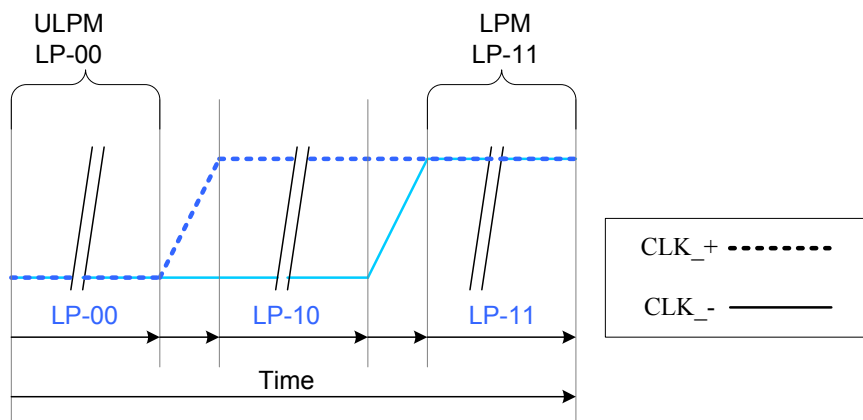 ULPM
LP-00
LPM
LP-11
LP-00
LP-10
LP-11
Time
CLK_+
CLK_-